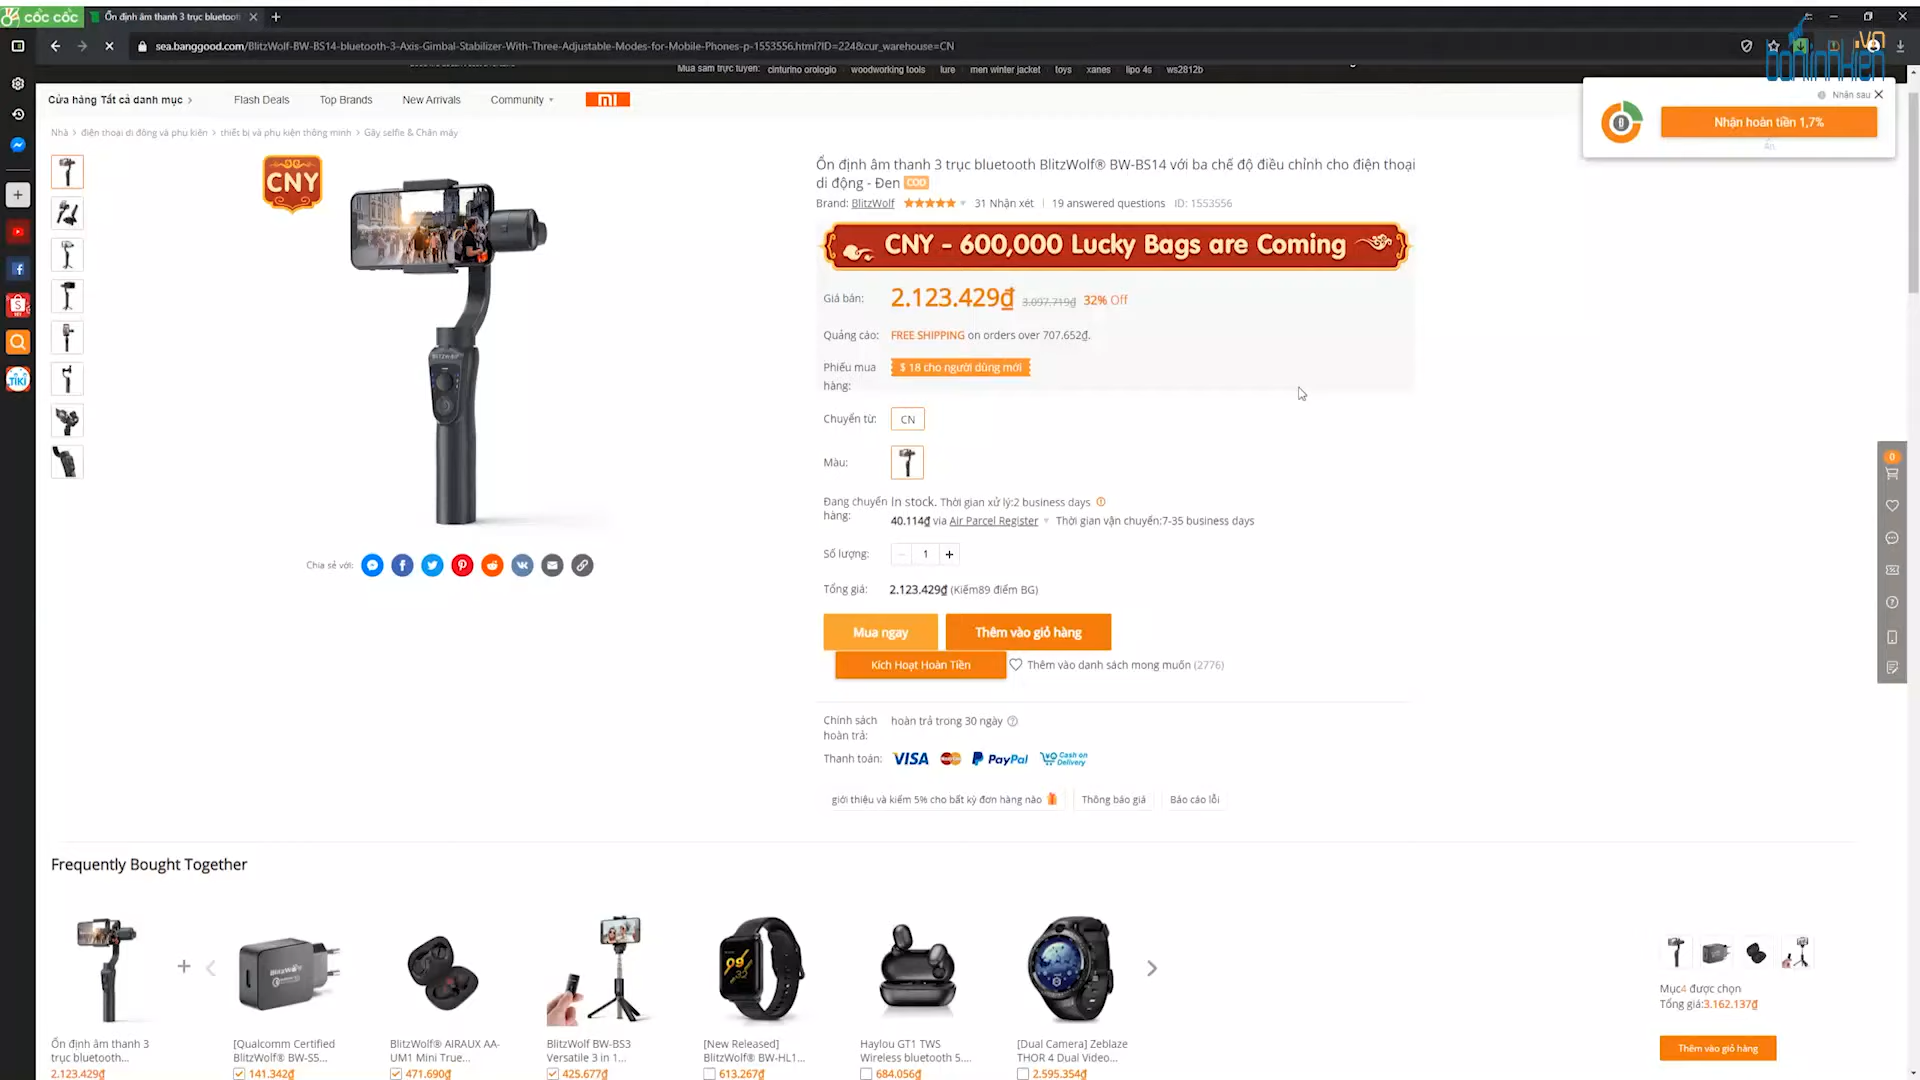 cốc cốc
Ổn định âm thanh 3 trục bluetoot
sea.banggood.com/BlitzWolf-BW-BS14-bluetooth-3-Axis-Gimbal-Stabilizer-With-Three-Adjustable-Modes-for-Mobile-Phones-p-1553556.html?ID=224&cur_warehouse=CN
.vn
banlinhkien
Mua sắm trực tuyến: cinturino orologio woodworking tools lure men winter jacket toys xanes lipo 4s ws2812b
Cửa hàng Tất cả danh mục > Flash Deals Top Brands New Arrivals Community
Nhận sau
Nhận hoàn tiền 1,7%
Ẩn
Nhà > điện thoại di động và phụ kiện > thiết bị và phụ kiện thông minh > Gậy selfie & Chân máy
CNY
Ổn định âm thanh 3 trục bluetooth BlitzWolf® BW-BS14 với ba chế độ điều chỉnh cho điện thoại
di động - Đen COD
Brand: BlitzWolf 31 Nhận xét | 19 answered questions ID: 1553556
CNY - 600,000 Lucky Bags are Coming
Giá bán: 2.123.429₫ 3.097.719₫ 32% Off
Quảng cáo: FREE SHIPPING on orders over 707.652₫.
Phiếu mua hàng: $ 18 cho người dùng mới
Chuyển từ: CN
Màu:
Đang chuyển hàng: In stock. Thời gian xử lý:2 business days
40.114₫ via Air Parcel Register Thời gian vận chuyển:7-35 business days
Số lượng: 1 +
Tổng giá: 2.123.429₫ (Kiếm89 điểm BG)
Mua ngay Thêm vào giỏ hàng
Kích Hoạt Hoàn Tiền Thêm vào danh sách mong muốn (2776)
Chia sẻ với:
Chính sách hoàn trả: hoàn trả trong 30 ngày
Thanh toán: VISA PayPal Cash on Delivery
giới thiệu và kiếm 5% cho bất kỳ đơn hàng nào Thông báo giá Báo cáo lỗi
0
TIKI
Frequently Bought Together
Ổn định âm thanh 3
trục bluetooth...
2.123.429₫
[Qualcomm Certified
BlitzWolf® BW-S5...
141.342₫
BlitzWolf® AIRAUX AA-
UM1 Mini True...
471.690₫
BlitzWolf BW-BS3
Versatile 3 in 1...
425.677₫
[New Released]
BlitzWolf® BW-HL1...
613.267₫
Haylou GT1 TWS
Wireless bluetooth 5....
684.056₫
[Dual Camera] Zeblaze
THOR 4 Dual Video...
2.595.354₫
Mục4 được chọn
Tổng giá:3.162.137₫
Thêm vào giỏ hàng